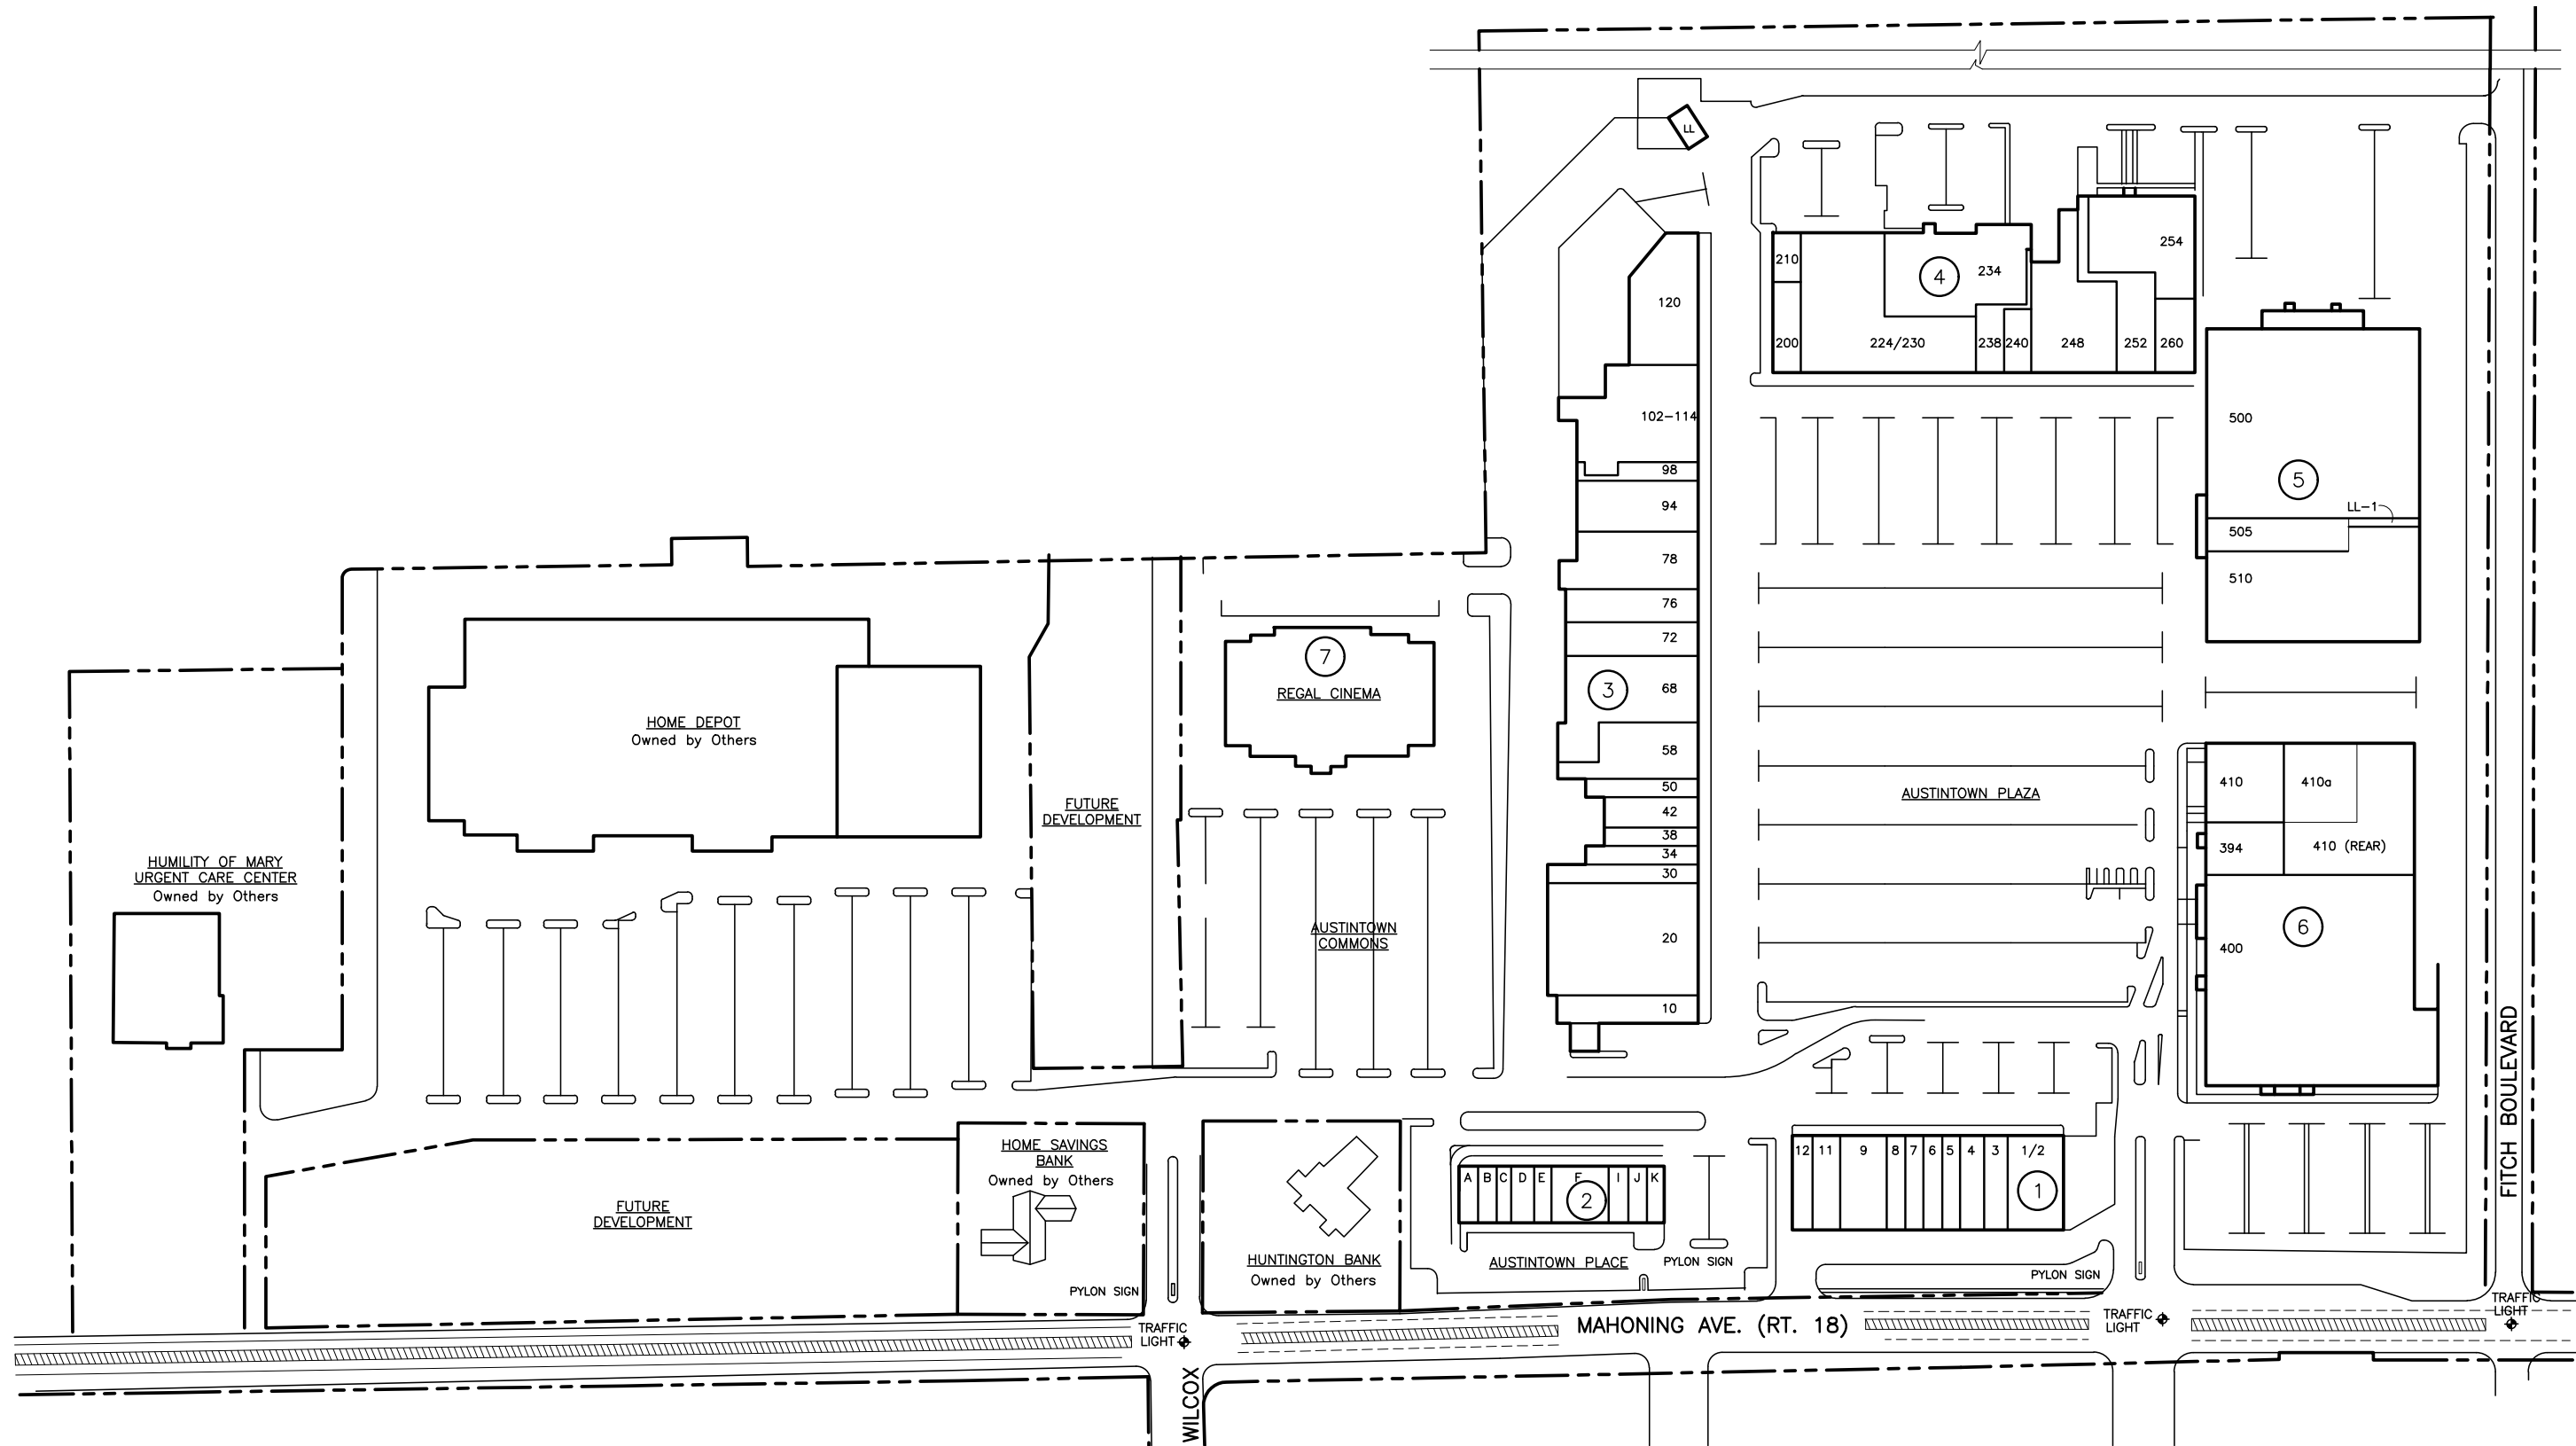 LL
210
4
234
254
120
200
224/230
238
240
248
252
260
102-114
500
98
5
94
LL-1
505
78
510
76
72
7
REGAL CINEMA
3
68
HOME DEPOT
Owned by Others
58
50
410
410a
AUSTINTOWN PLAZA
FUTURE
DEVELOPMENT
42
38
34
394
410 (REAR)
HUMILITY OF MARY
URGENT CARE CENTER
Owned by Others
30
AUSTINTOWN
COMMONS
20
6
400
10
FITCH BOULEVARD
HOME SAVINGS
BANK
Owned by Others
12
11
9
8
7
6
5
4
3
1/2
1
A
B
C
D
E
F
I
J
K
2
FUTURE
DEVELOPMENT
HUNTINGTON BANK
Owned by Others
AUSTINTOWN PLACE
PYLON SIGN
PYLON SIGN
PYLON SIGN
TRAFFIC
LIGHT
MAHONING AVE. (RT. 18)
TRAFFIC
LIGHT
TRAFFIC
LIGHT
WILCOX